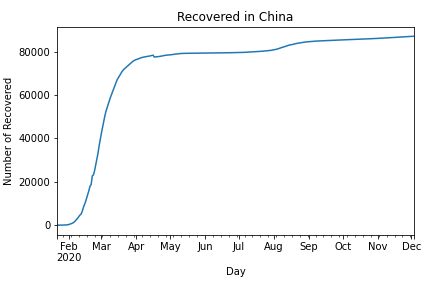 Recovered in China
Number of Recovered
80000
60000
40000
20000
0
Feb Mar Apr May Jun Jul Aug Sep Oct Nov Dec
2020
Day